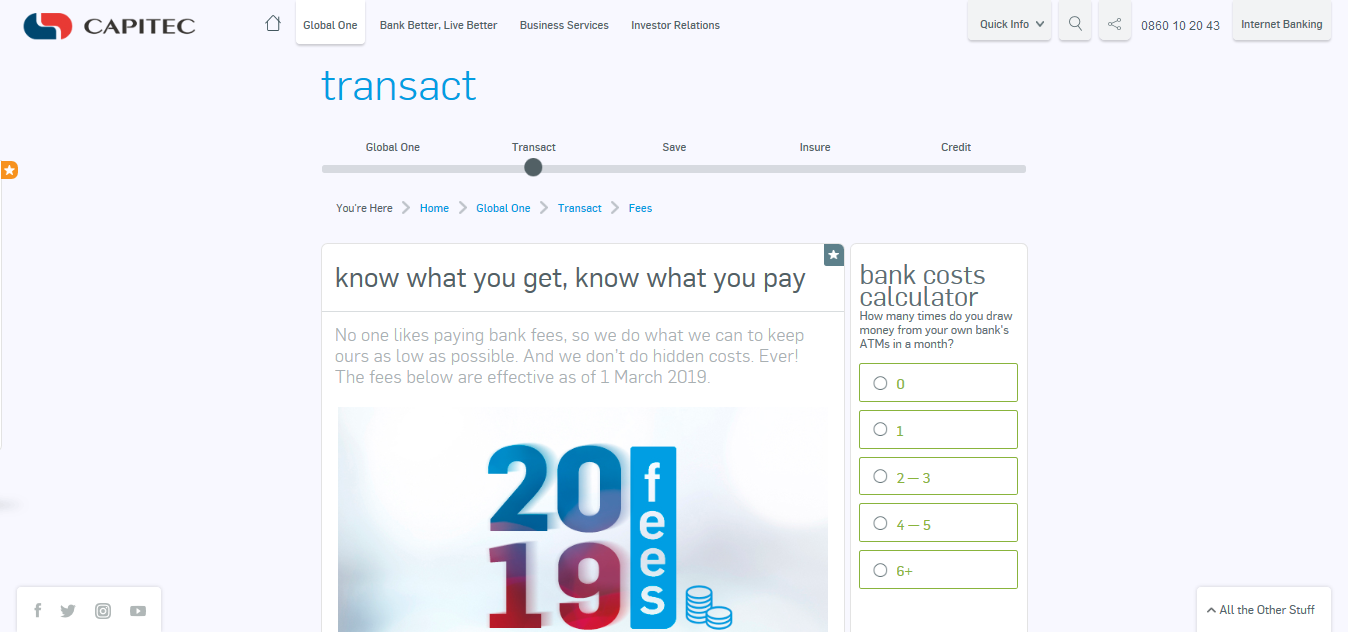 CAPITEC
Global One
Bank Better, Live Better
Business Services
Investor Relations
Quick Info
0860 10 20 43
Internet Banking
transact
Global One
Transact
Save
Insure
Credit
You're Here
Home
Global One
Transact
Fees
know what you get, know what you pay
No one likes paying bank fees, so we do what we can to keep
ours as low as possible. And we don't do hidden costs. Ever!
The fees below are effective as of 1 March 2019.
20
19
fees
bank costs
calculator
How many times do you draw
money from your own bank's
ATMs in a month?
0
1
2 — 3
4 — 5
6+
All the Other Stuff